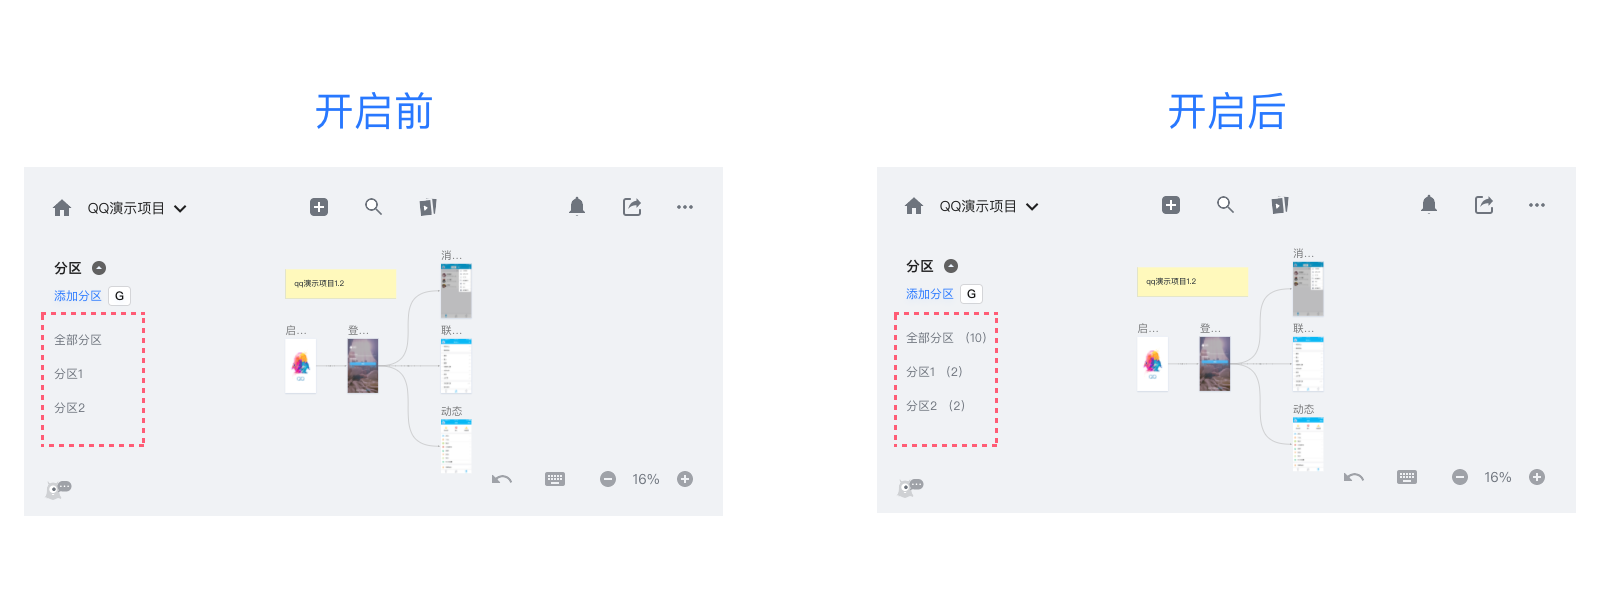 开启前
QQ演示项目
分区
添加分区 G
全部分区
分区1
分区2
qq演示项目1.2
消...
启...
登...
联...
动态
16%
开启后
QQ演示项目
分区
添加分区 G
全部分区 (10)
分区1 (2)
分区2 (2)
qq演示项目1.2
消...
启...
登...
联...
动态
16%